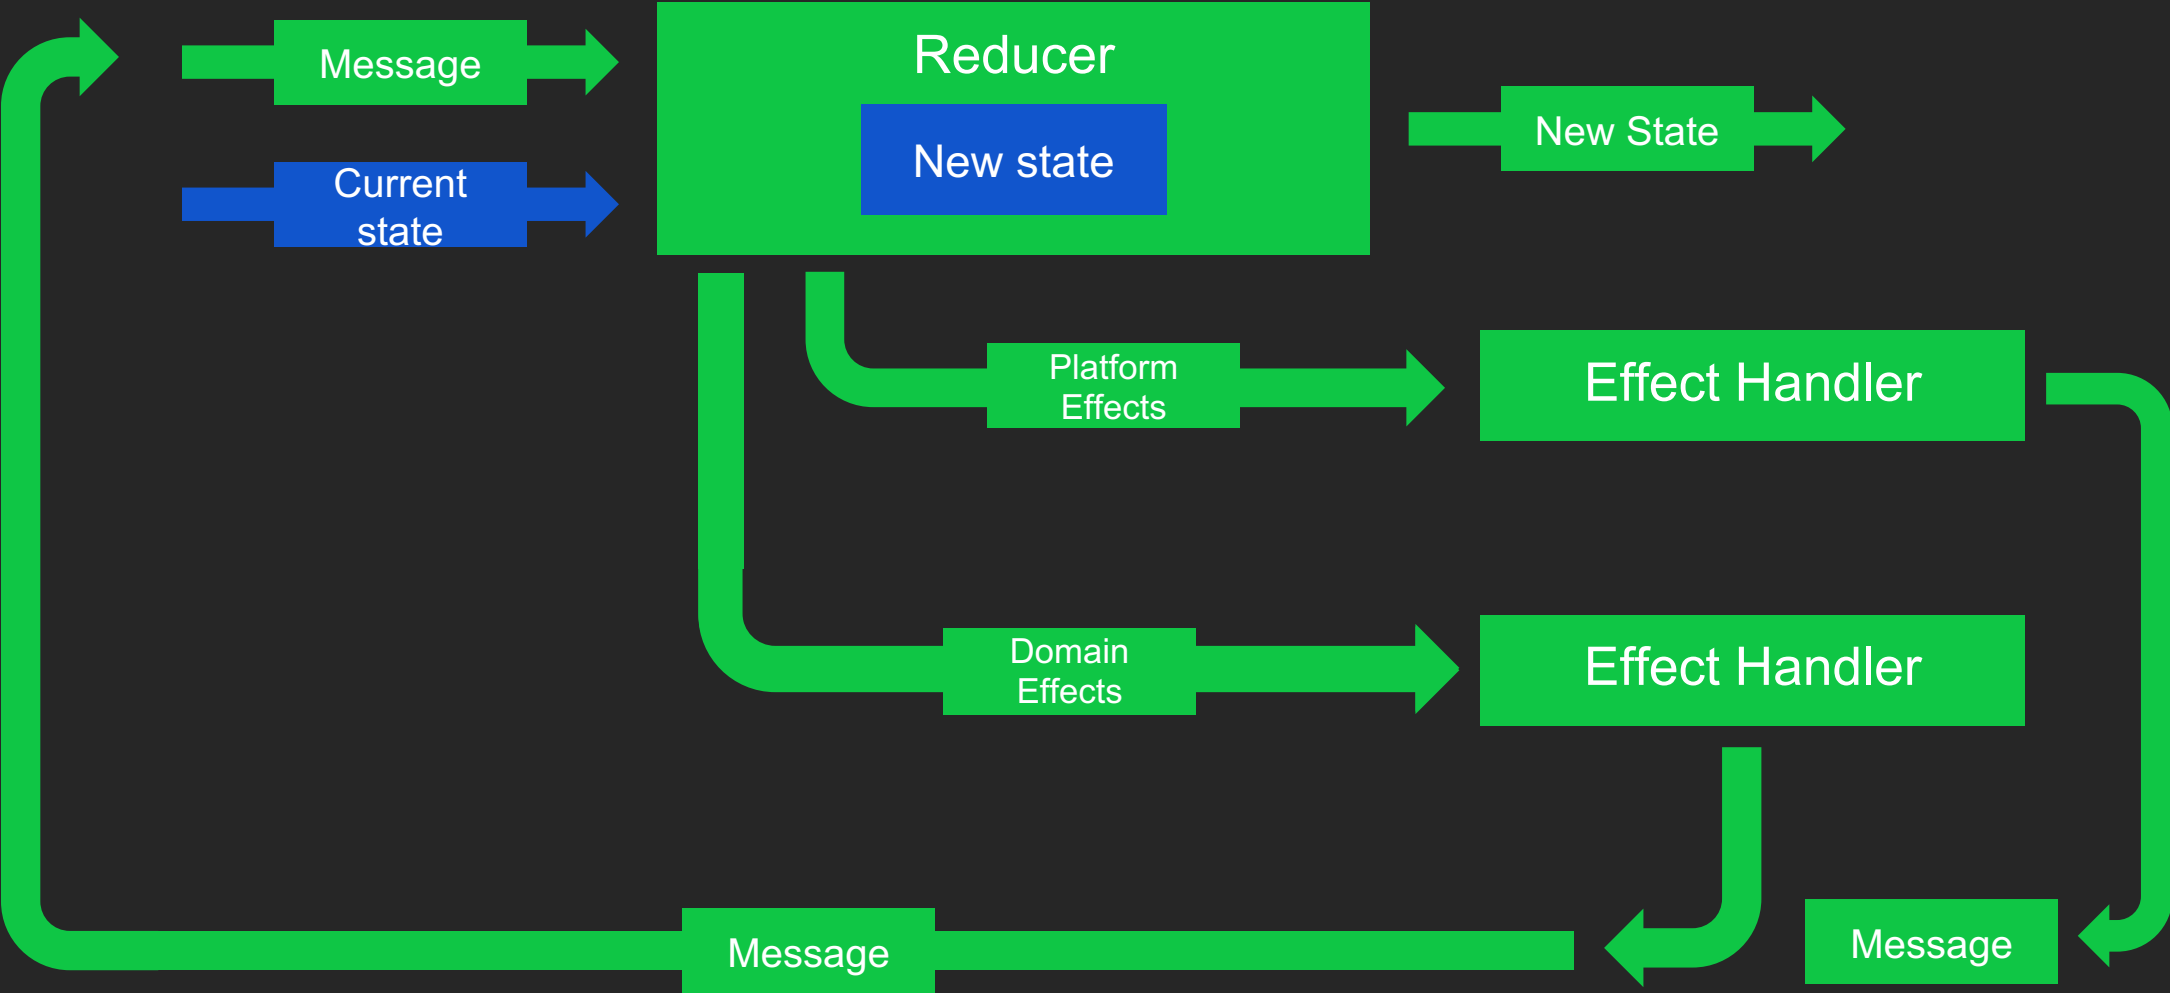 Message
Reducer
New state
New State
Current
state
Platform
Effects
Effect Handler
Domain
Effects
Effect Handler
Message
Message